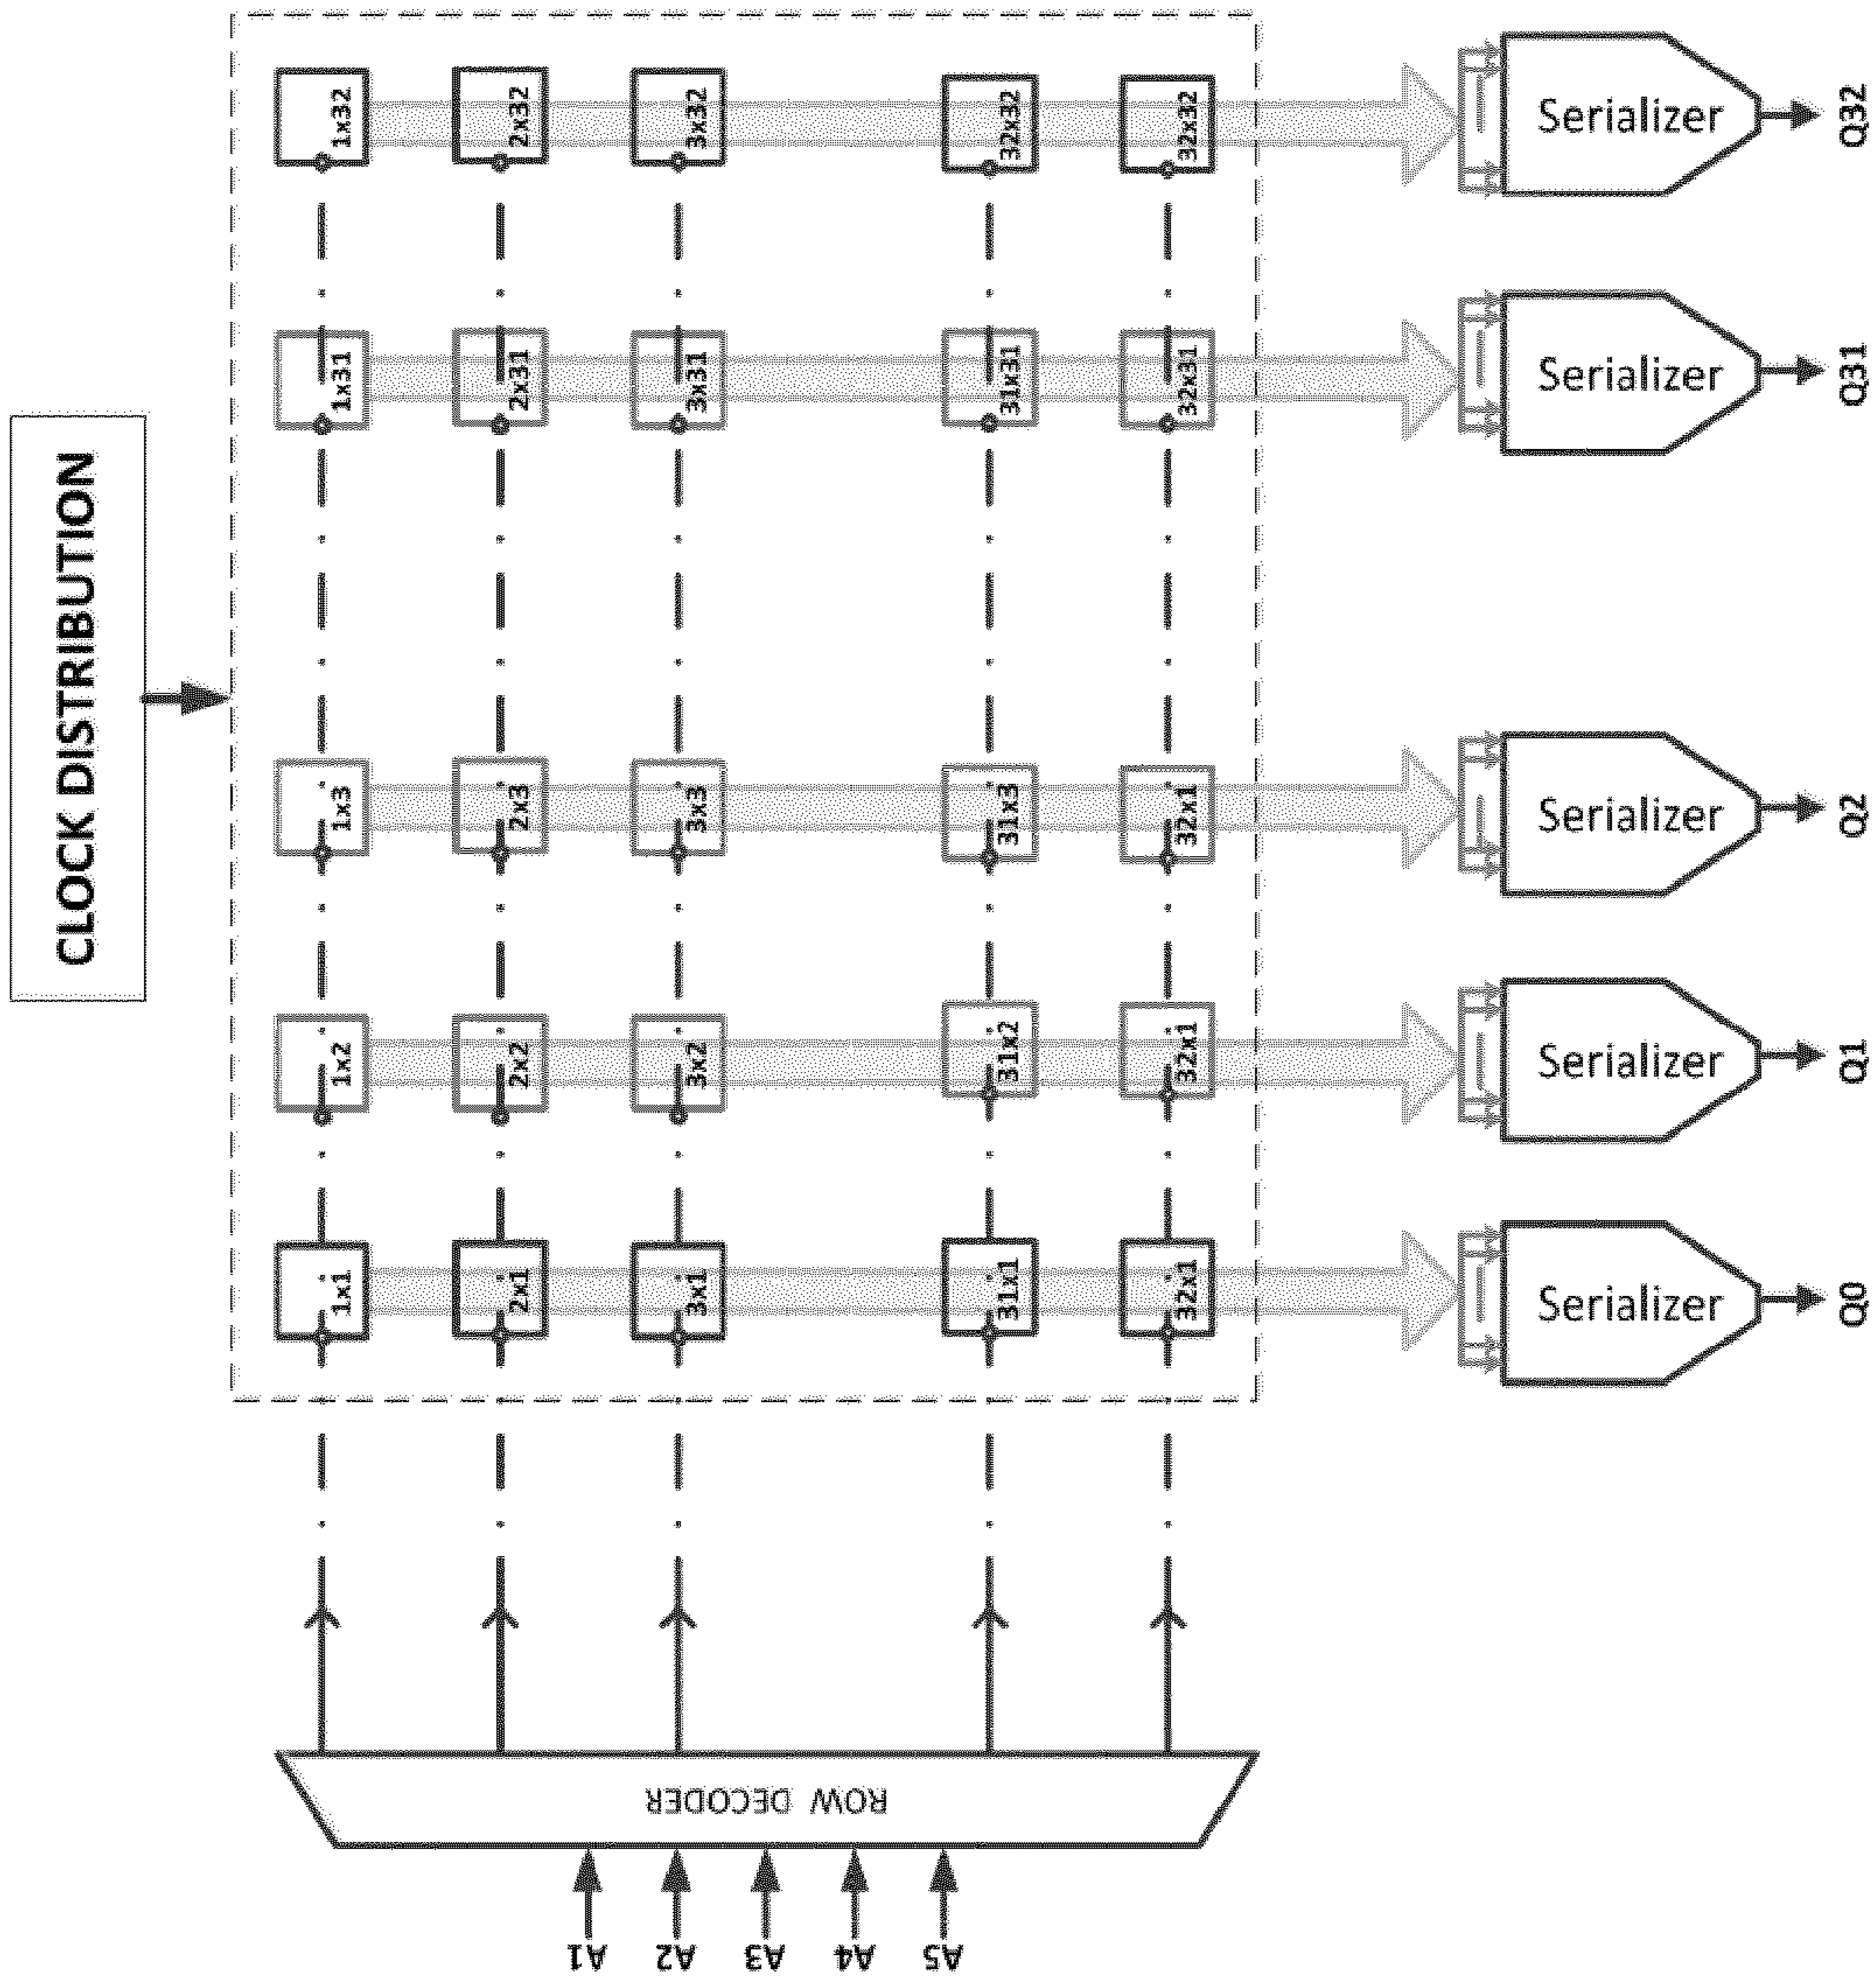 CLOCK DISTRIBUTION
1x32
2x32
3x32
32x32
32x32
Serializer
Q32
1x31
2x31
3x31
31x31
32x31
Serializer
Q31
1x3
2x3
3x3
31x3
32x1
Serializer
Q2
1x2
2x2
3x2
31x2
32x1
Serializer
Q1
1x1
2x1
3x1
31x1
32x1
Serializer
Q0
ROW DECODER
A1
A2
A3
A4
A5